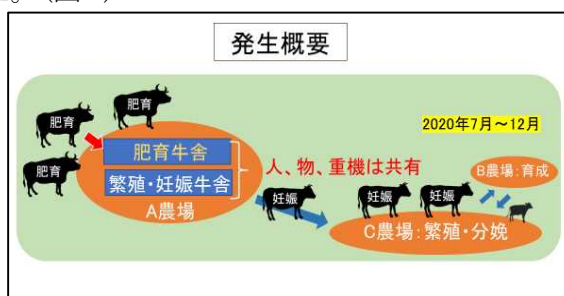 発生概要
肥育
肥育
肥育
2020年7月～12月
肥育牛舎
繁殖・妊娠牛舎
A農場
人、物、重機は共有
妊娠
妊娠
妊娠
B農場：育成
C農場：繁殖・分娩